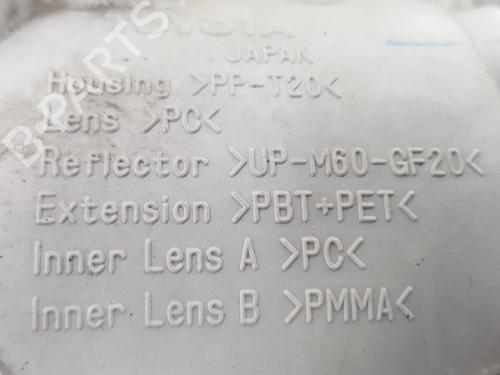 TOYOTA
JAPAN
Housing >PP-T20<
Lens >PC<
Reflector >UP-M60-GF20<
Extension >PBT+PET<
Inner Lens A >PC<
Inner Lens B >PMMA<
B-PARTS